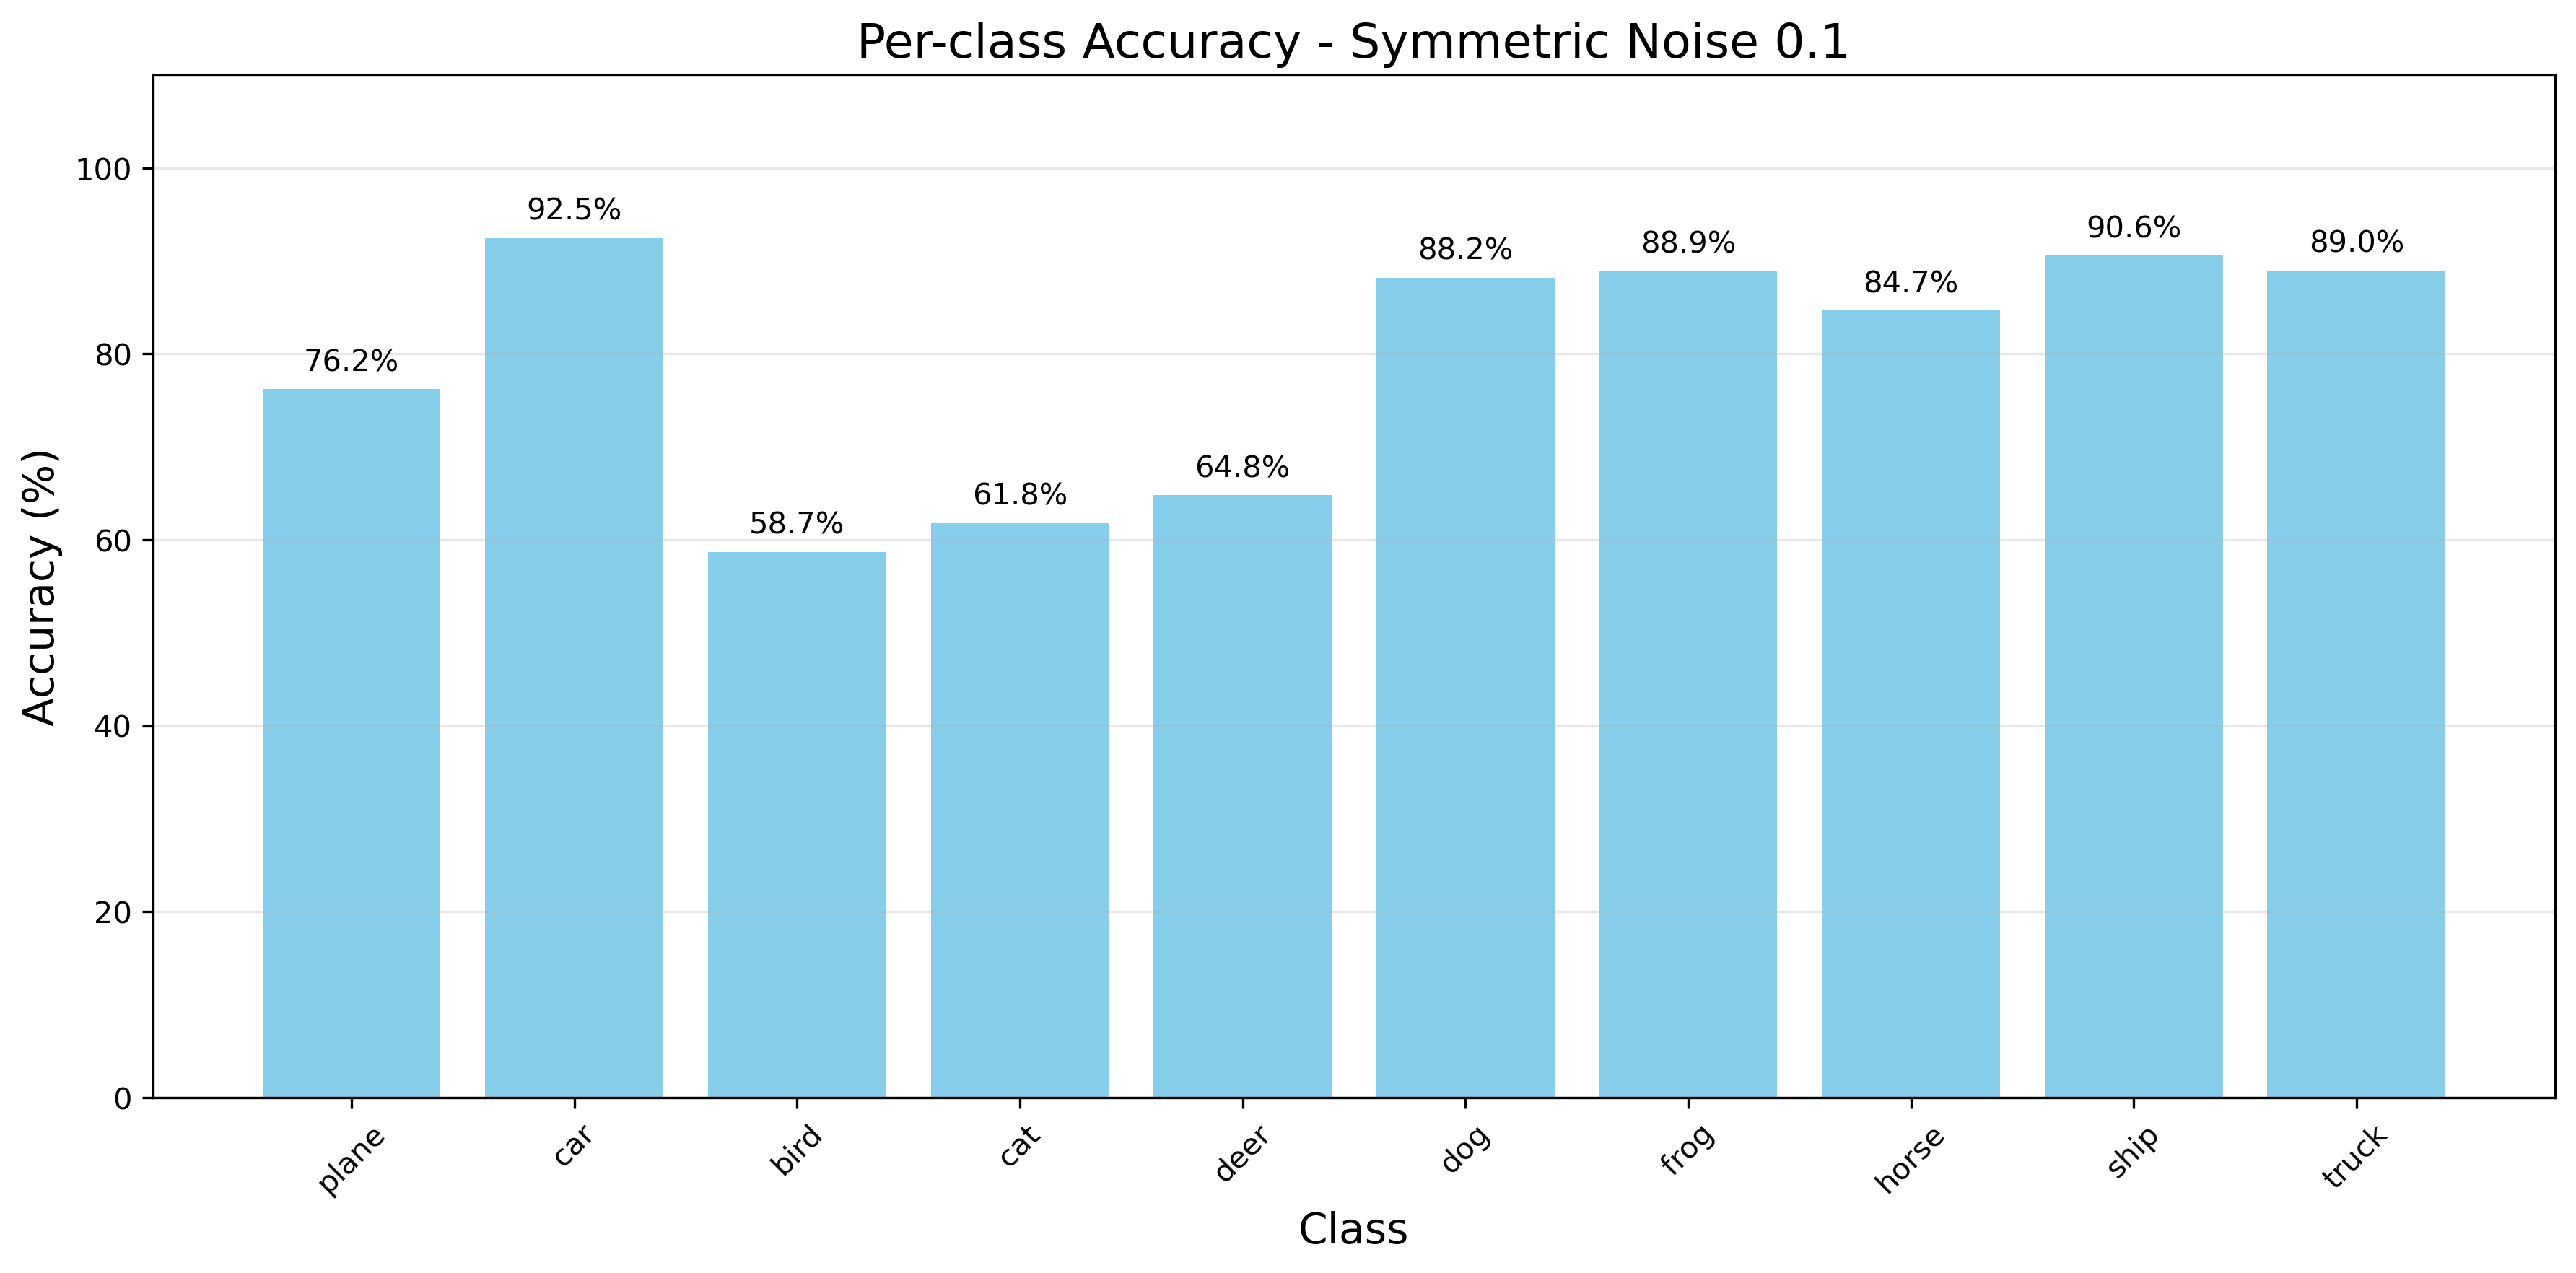 Per-class Accuracy - Symmetric Noise 0.1
Accuracy (%)
100
80
60
40
20
0
76.2%
92.5%
58.7%
61.8%
64.8%
88.2%
88.9%
84.7%
90.6%
89.0%
plane
car
bird
cat
deer
dog
frog
horse
ship
truck
Class